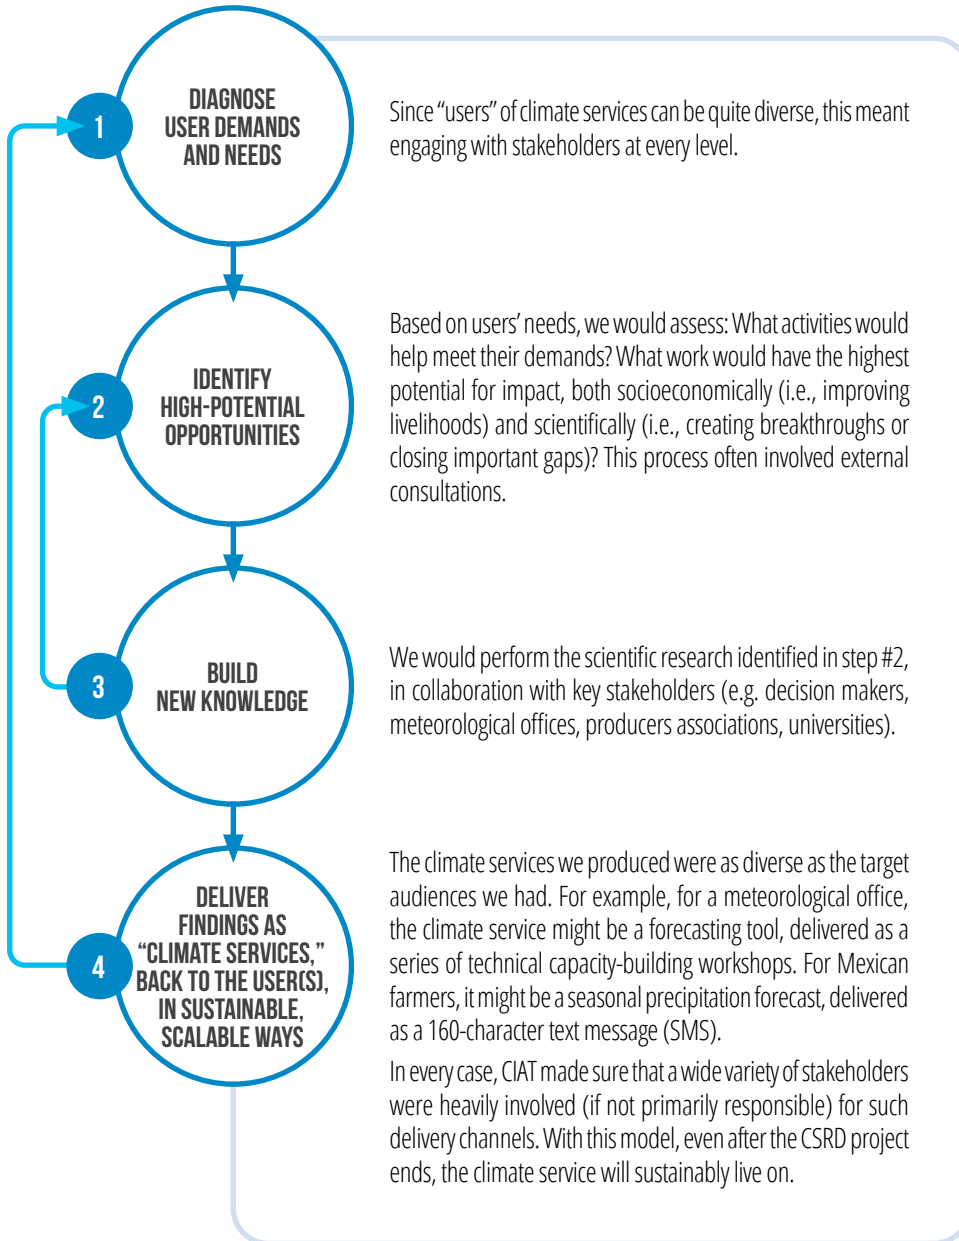 1
DIAGNOSE
USER DEMANDS
AND NEEDS
Since “users” of climate services can be quite diverse, this meant
engaging with stakeholders at every level.
2
IDENTIFY
HIGH-POTENTIAL
OPPORTUNITIES
Based on users’ needs, we would assess: What activities would
help meet their demands? What work would have the highest
potential for impact, both socioeconomically (i.e., improving
livelihoods) and scientifically (i.e., creating breakthroughs or
closing important gaps)? This process often involved external
consultations.
3
BUILD
NEW KNOWLEDGE
We would perform the scientific research identified in step #2,
in collaboration with key stakeholders (e.g. decision makers,
meteorological offices, producers associations, universities).
4
DELIVER
FINDINGS AS
“CLIMATE SERVICES,”
BACK TO THE USER(S),
IN SUSTAINABLE,
SCALABLE WAYS
The climate services we produced were as diverse as the target
audiences we had. For example, for a meteorological office,
the climate service might be a forecasting tool, delivered as a
series of technical capacity-building workshops. For Mexican
farmers, it might be a seasonal precipitation forecast, delivered
as a 160-character text message (SMS).
In every case, CIAT made sure that a wide variety of stakeholders
were heavily involved (if not primarily responsible) for such
delivery channels. With this model, even after the CSRD project
ends, the climate service will sustainably live on.